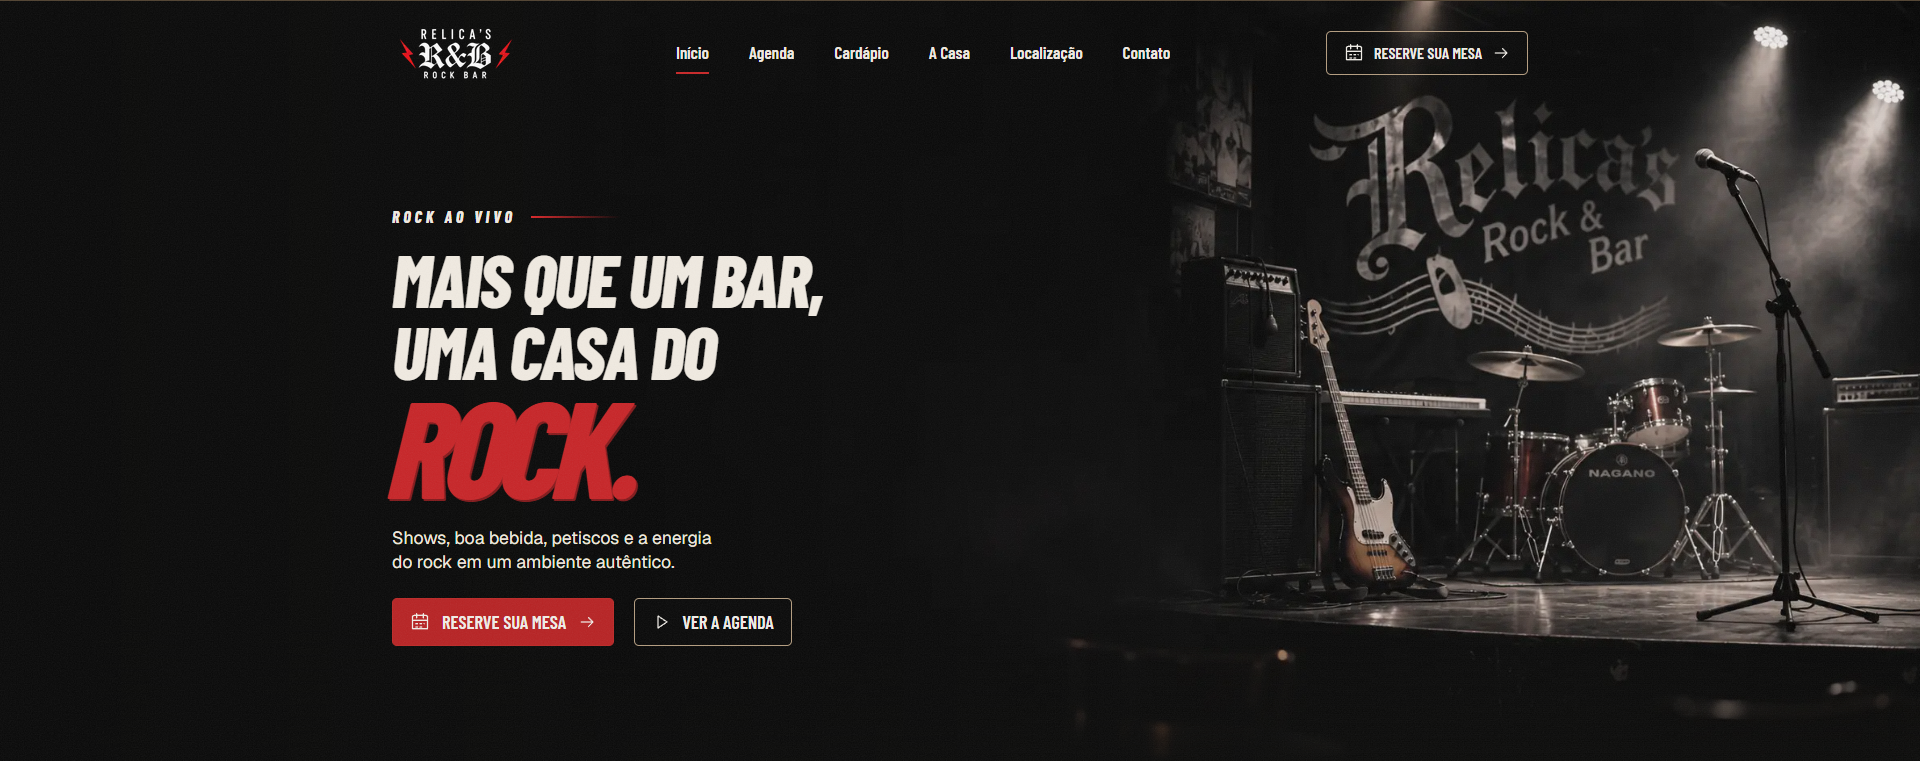 RELICA'S
R&B
ROCK BAR
Início
Agenda
Cardápio
A Casa
Localização
Contato
RESERVE SUA MESA
Relica's
Rock &
Bar
ROCK AO VIVO
MAIS QUE UM BAR,
UMA CASA DO
ROCK.
NAGANO
Shows, boa bebida, petiscos e a energia
do rock em um ambiente autêntico.
RESERVE SUA MESA
VER A AGENDA